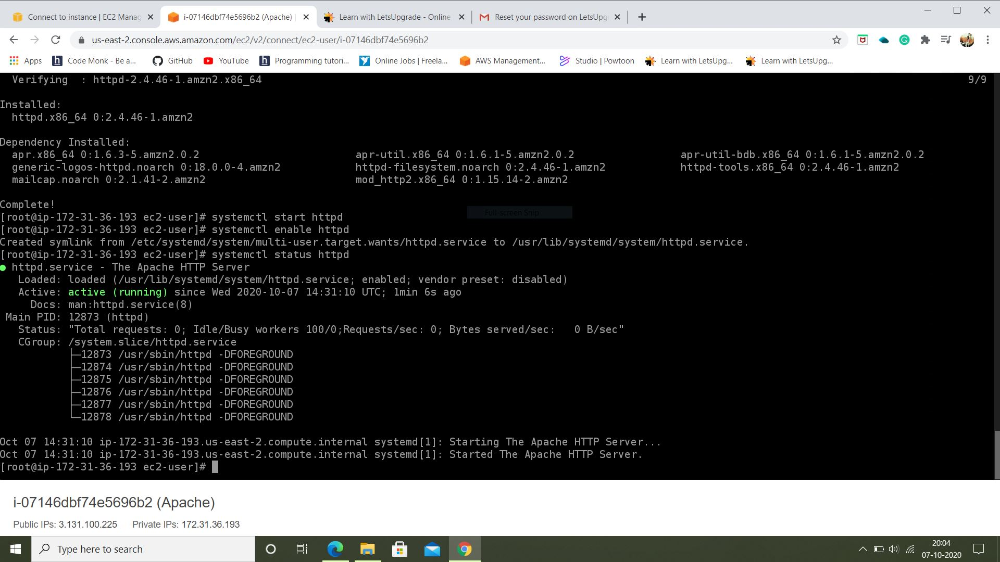 Connect to instance | EC2 Manag
i-07146dbf74e5696b2 (Apache) |
Learn with LetsUpgrade - Online
Reset your password on LetsUpg
us-east-2.console.aws.amazon.com/ec2/v2/connect/ec2-user/i-07146dbf74e5696b2
Apps
Code Monk - Be a...
GitHub
YouTube
Programming tutori...
Online Jobs | Freela...
AWS Management...
Studio | Powtoon
Learn with LetsUpg...
Learn with LetsUpg...
Verifying  : httpd-2.4.46-1.amzn2.x86_64 9/9
Installed:
httpd.x86_64 0:2.4.46-1.amzn2
Dependency Installed:
apr.x86_64 0:1.6.3-5.amzn2.0.2 apr-util.x86_64 0:1.6.1-5.amzn2.0.2 apr-util-bdb.x86_64 0:1.6.1-5.amzn2.0.2
generic-logos-httpd.noarch 0:18.0.0-4.amzn2 httpd-filesystem.noarch 0:2.4.46-1.amzn2 httpd-tools.x86_64 0:2.4.46-1.amzn2
mailcap.noarch 0:2.1.41-2.amzn2 mod_http2.x86_64 0:1.15.14-2.amzn2
Complete!
Full-screen Snip
[root@ip-172-31-36-193 ec2-user]# systemctl start httpd
[root@ip-172-31-36-193 ec2-user]# systemctl enable httpd
Created symlink from /etc/systemd/system/multi-user.target.wants/httpd.service to /usr/lib/systemd/system/httpd.service.
[root@ip-172-31-36-193 ec2-user]# systemctl status httpd
● httpd.service - The Apache HTTP Server
Loaded: loaded (/usr/lib/systemd/system/httpd.service; enabled; vendor preset: disabled)
Active: active (running) since Wed 2020-10-07 14:31:10 UTC; 1min 6s ago
Docs: man:httpd.service(8)
Main PID: 12873 (httpd)
Status: "Total requests: 0; Idle/Busy workers 100/0;Requests/sec: 0; Bytes served/sec:   0 B/sec"
CGroup: /system.slice/httpd.service
├─12873 /usr/sbin/httpd -DFOREGROUND
├─12874 /usr/sbin/httpd -DFOREGROUND
├─12875 /usr/sbin/httpd -DFOREGROUND
├─12876 /usr/sbin/httpd -DFOREGROUND
├─12877 /usr/sbin/httpd -DFOREGROUND
└─12878 /usr/sbin/httpd -DFOREGROUND
Oct 07 14:31:10 ip-172-31-36-193.us-east-2.compute.internal systemd[1]: Starting The Apache HTTP Server...
Oct 07 14:31:10 ip-172-31-36-193.us-east-2.compute.internal systemd[1]: Started The Apache HTTP Server.
[root@ip-172-31-36-193 ec2-user]#
i-07146dbf74e5696b2 (Apache)
Public IPs: 3.131.100.225 Private IPs: 172.31.36.193
Type here to search
20:04
07-10-2020